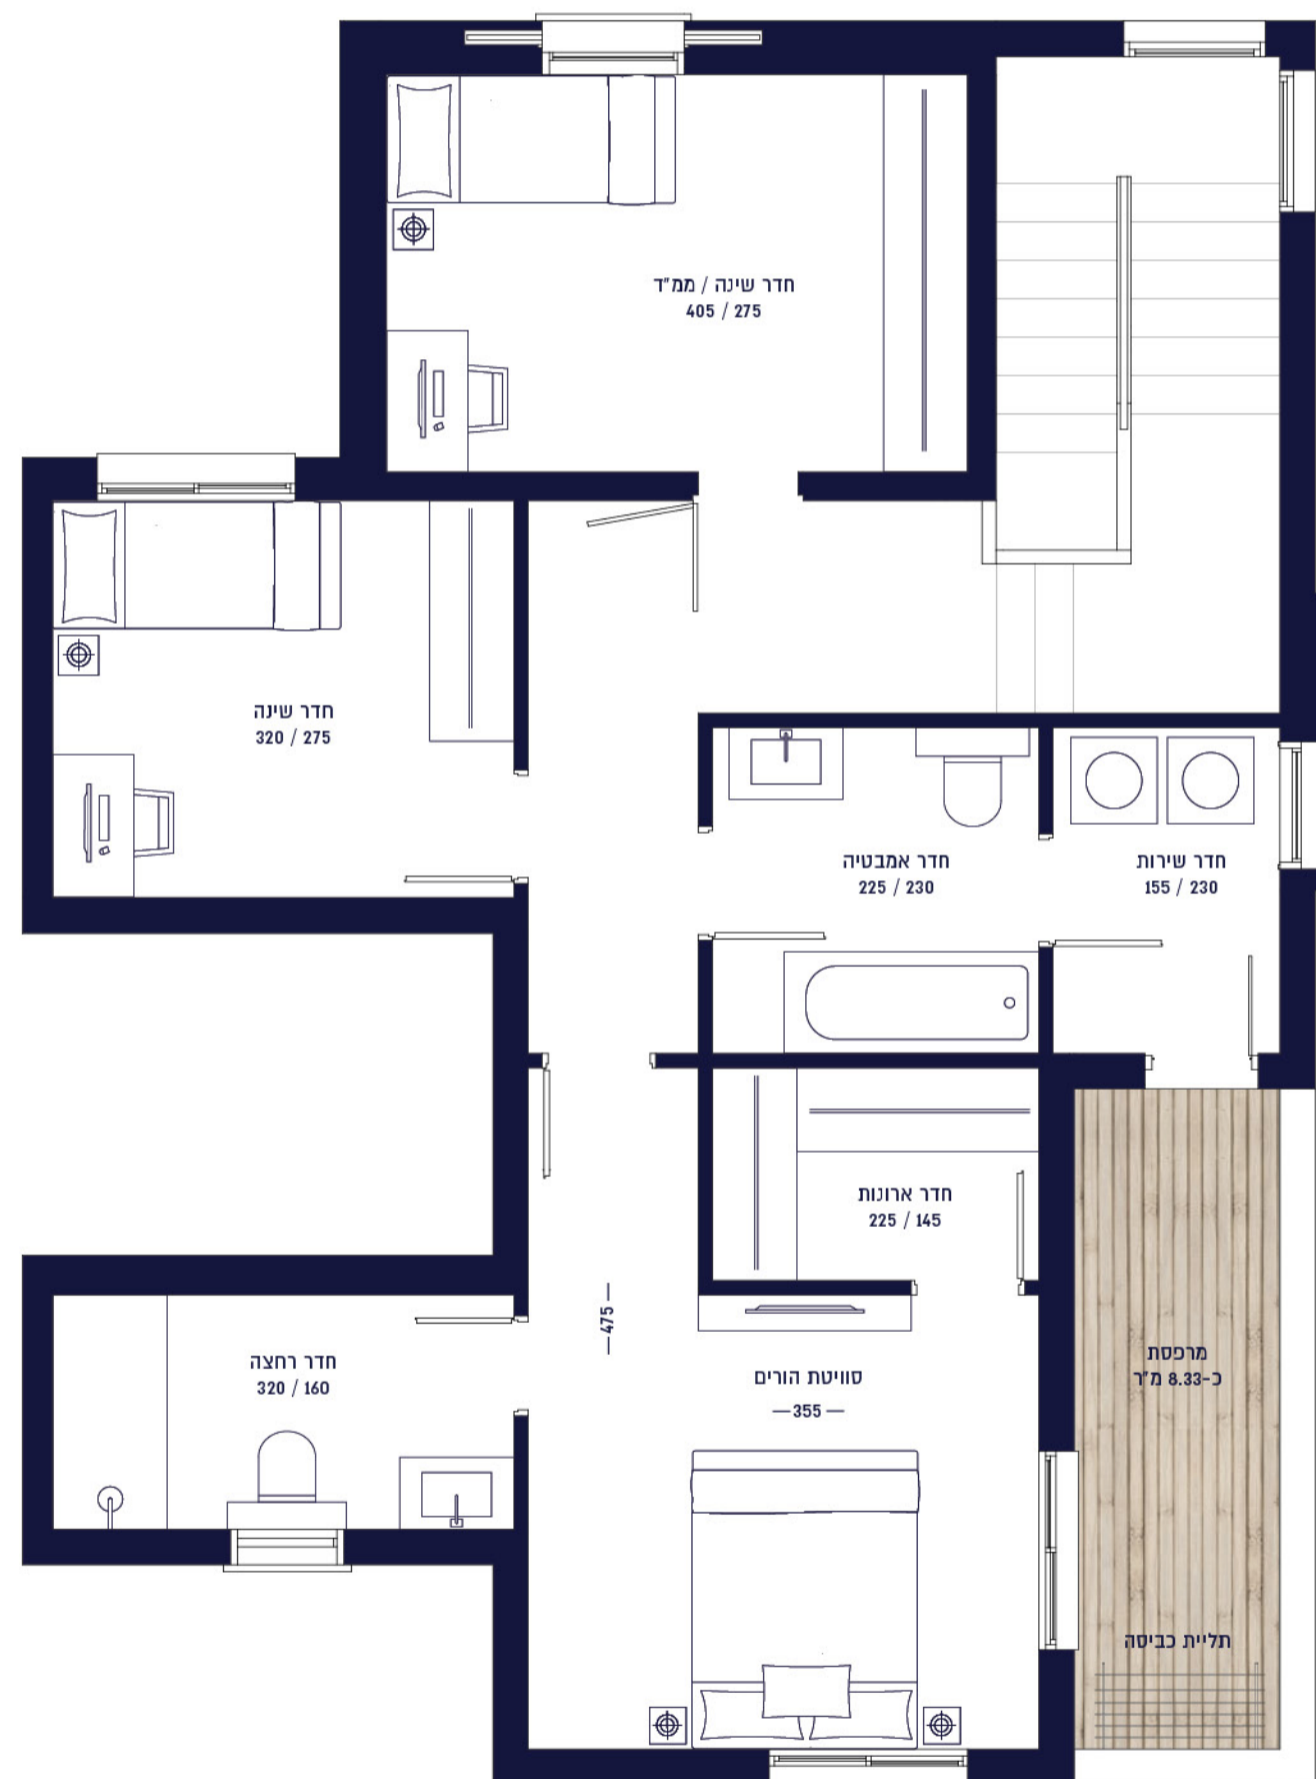 חדר שינה / ממ"ד
405 / 275
חדר שינה
320 / 275
חדר אמבטיה
225 / 230
חדר שירות
155 / 230
חדר ארונות
225 / 145
—475—
חדר רחצה
320 / 160
סוויטת הורים
—355—
מרפסת
כ-8.33 מ"ר
תליית כביסה